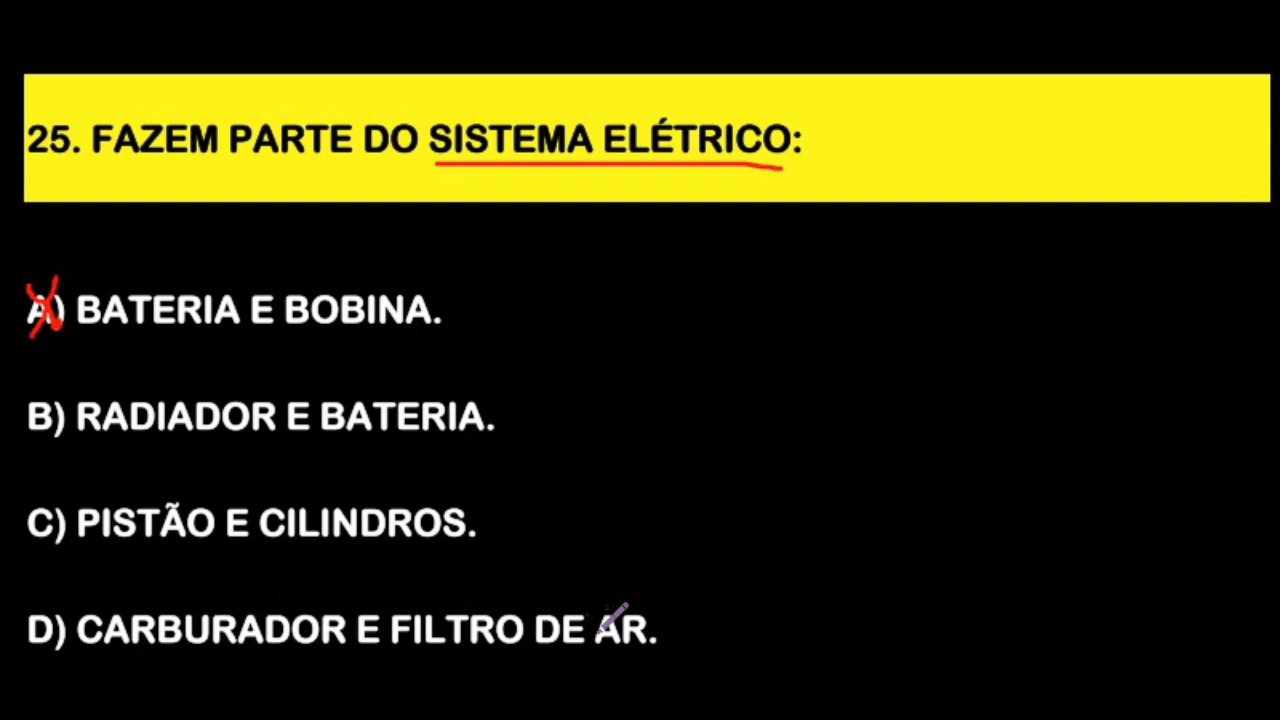 25. FAZEM PARTE DO SISTEMA ELÉTRICO:
A) BATERIA E BOBINA.
B) RADIADOR E BATERIA.
C) PISTÃO E CILINDROS.
D) CARBURADOR E FILTRO DE AR.